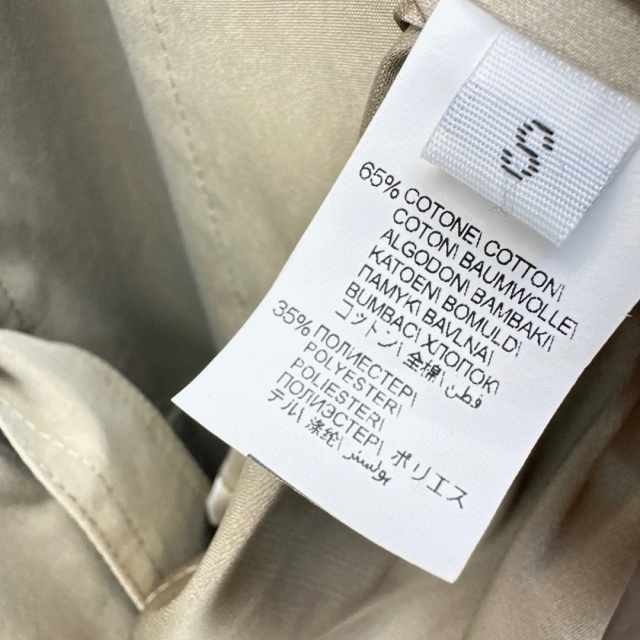 S
65% COTONE\ COTTON\
COTON\ BAUMWOLLE\
ALGODON\ BAMBAKI\
KATOEN\ BOMULD\
ПАМУК\ BAVLNA\
BUMBAC\ ХЛОПОК\
コットン\ 全棉\ قطن\
35% ПОЛИЕСТЕР\
POLYESTER\
POLIESTER\
ПОЛИЭСТЕР\ ポリエス
テル\ 涤纶\ بوليستر\